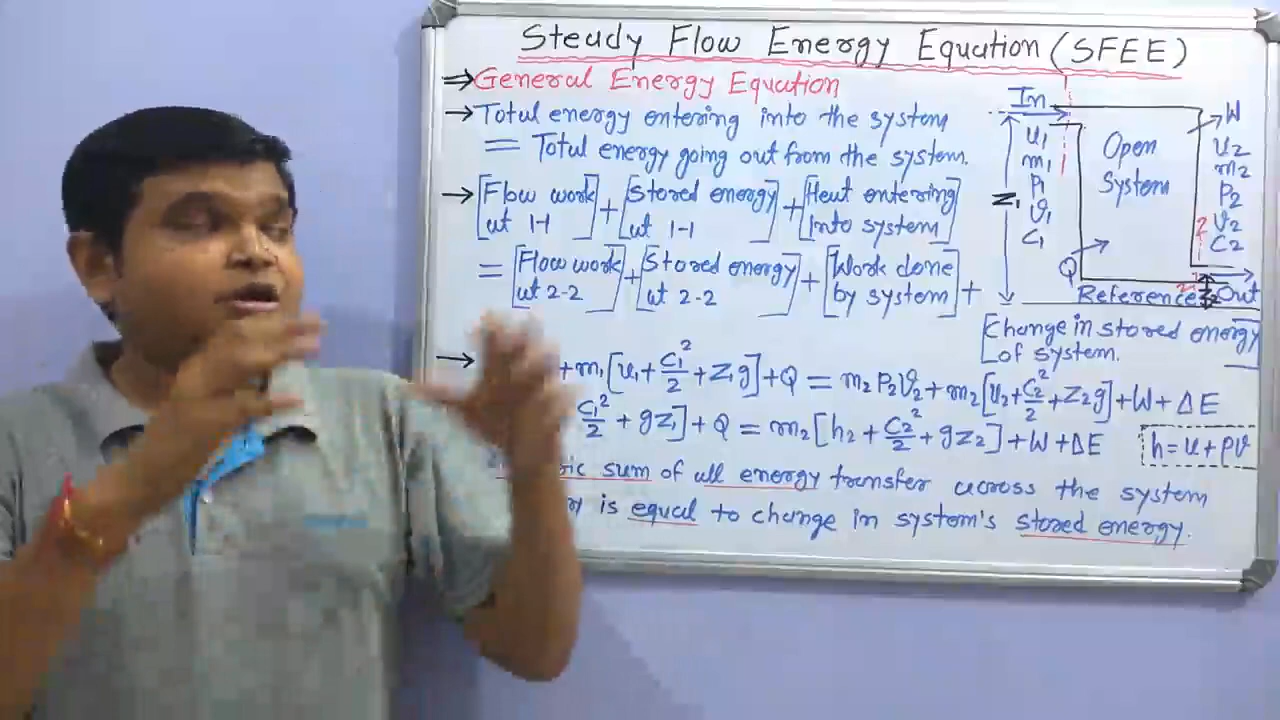 Steady Flow Energy Equation (SFEE)
⇒ General Energy Equation
→ Total energy entering into the system
= Total energy going out from the system.
→ [Flow work at 1-1] + [Stored energy at 1-1] + [Heat entering into system]
= [Flow work at 2-2] + [Stored energy at 2-2] + [Work done by system] +
[Change in stored energy of system.]
→ + m₁[u₁ + C₁²/2 + Z₁g] + Q = m₂P₂v₂ + m₂[u₂ + C₂²/2 + Z₂g] + W + ΔE
C₁²/2 + gZ₁] + Q = m₂[h₂ + C₂²/2 + gZ₂] + W + ΔE
h = u + pv
sum of all energy transfer across the system
is equal to change in system's stored energy.
In
u₁
m₁
P₁
v₁
C₁
Z₁
1
Open
System
Q
W
u₂
m₂
P₂
v₂
C₂
2
2
Z₂
Reference
Out